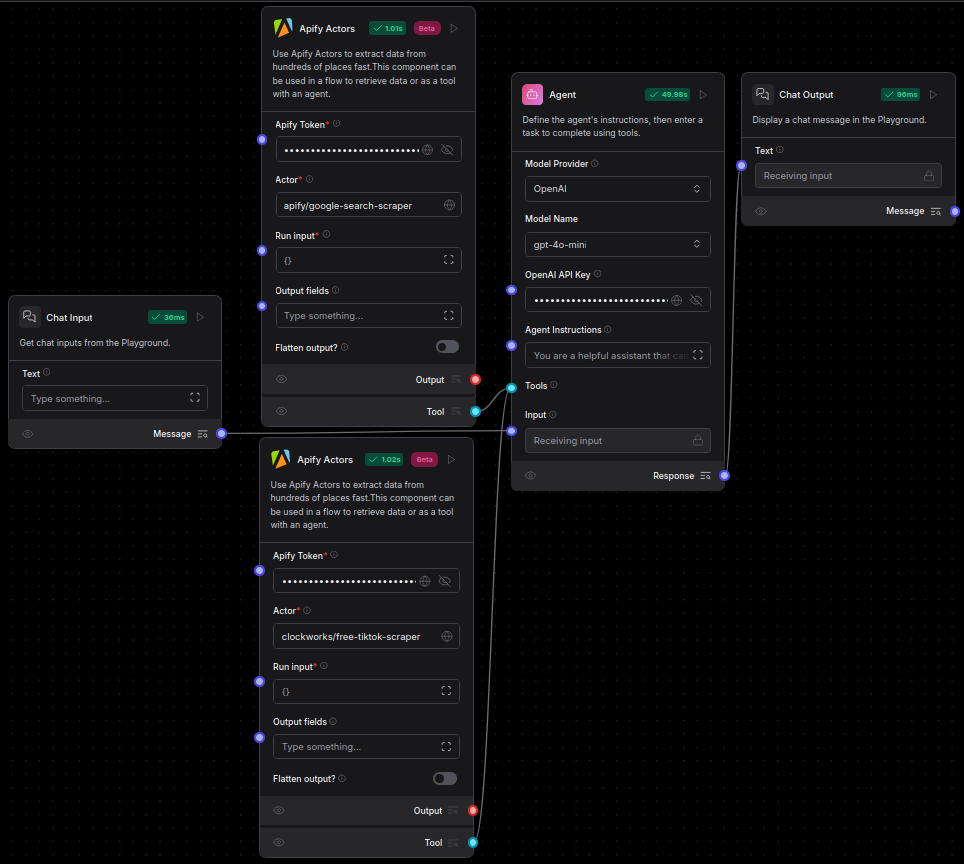 Apify Actors
1.01s
Beta
Use Apify Actors to extract data from
hundreds of places fast.This component can
be used in a flow to retrieve data or as a tool
with an agent.
Apify Token*
••••••••••••••••••••••••••
Actor*
apify/google-search-scraper
Run input*
{}
Output fields
Type something...
Flatten output?
Output
Tool
Chat Input
36ms
Get chat inputs from the Playground.
Text
Type something...
Message
Apify Actors
1.02s
Beta
Use Apify Actors to extract data from
hundreds of places fast.This component can
be used in a flow to retrieve data or as a tool
with an agent.
Apify Token*
••••••••••••••••••••••••••
Actor*
clockworks/free-tiktok-scraper
Run input*
{}
Output fields
Type something...
Flatten output?
Output
Tool
Agent
49.98s
Define the agent's instructions, then enter a
task to complete using tools.
Model Provider
OpenAI
Model Name
gpt-4o-mini
OpenAI API Key
••••••••••••••••••••••••••
Agent Instructions
You are a helpful assistant that
Tools
Input
Receiving input
Response
Chat Output
96ms
Display a chat message in the Playground.
Text
Receiving input
Message